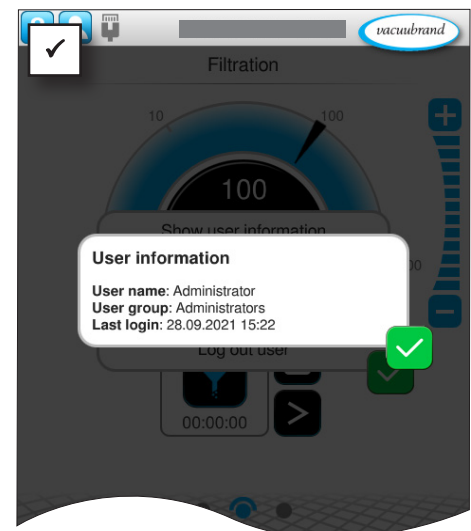 vacuubrand
Filtration
10
100
100
Show user information
User information
User name: Administrator
User group: Administrators
Last login: 28.09.2021 15:22
Log out user
00:00:00